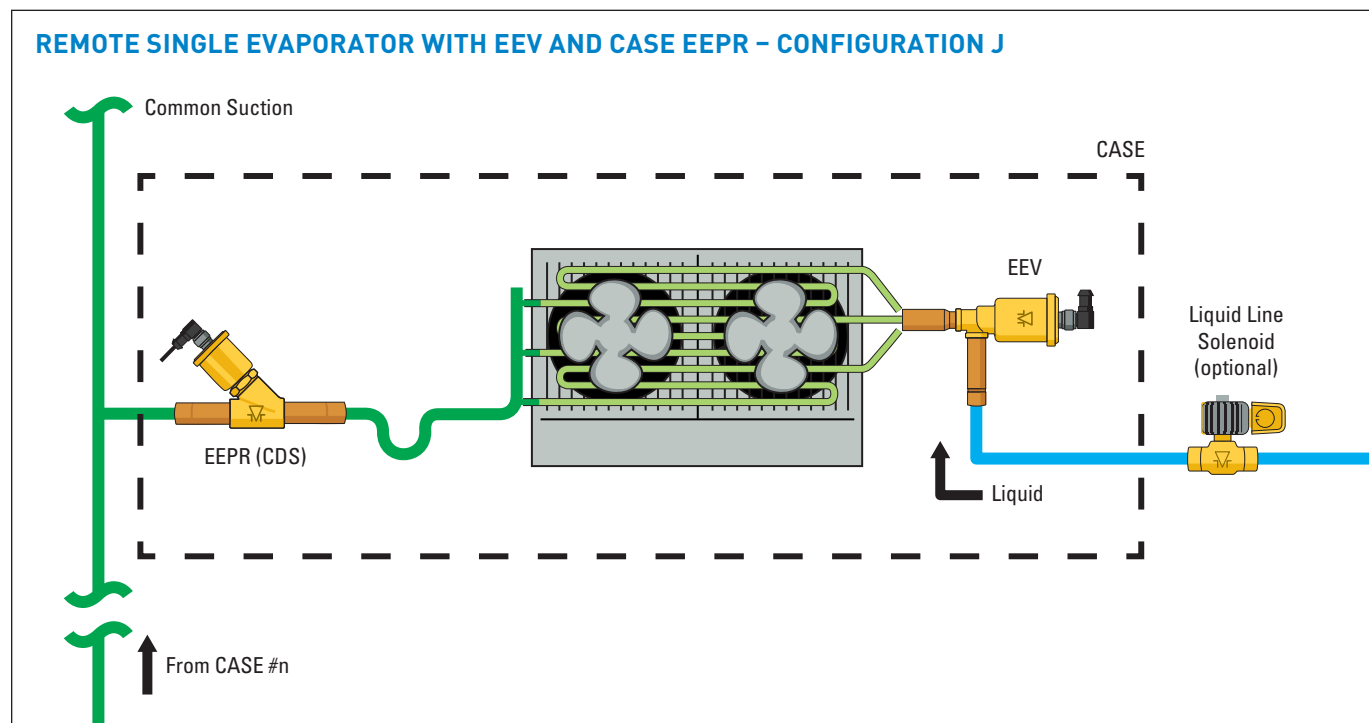 REMOTE SINGLE EVAPORATOR WITH EEV AND CASE EEPR – CONFIGURATION J
Common Suction
CASE
EEV
Liquid Line
Solenoid
(optional)
EEPR (CDS)
Liquid
From CASE #n